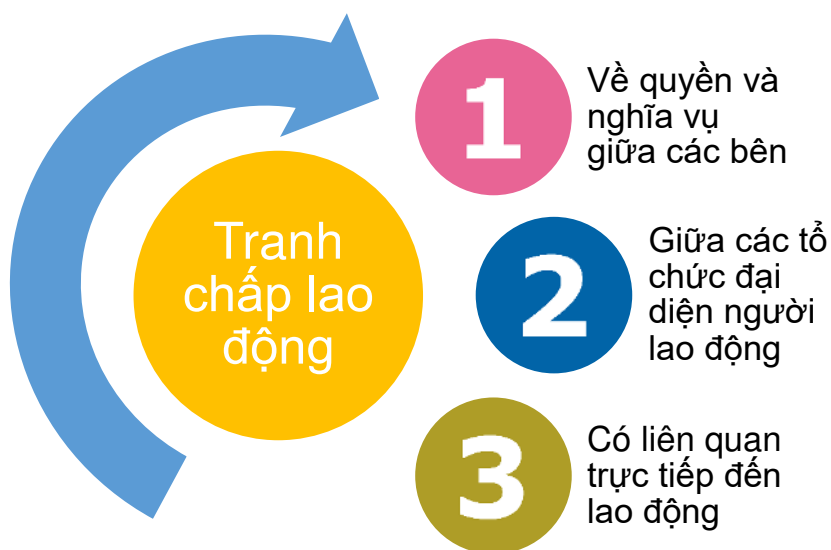 Tranh
chấp lao
động
1
Về quyền và
nghĩa vụ
giữa các bên
2
Giữa các tổ
chức đại
diện người
lao động
3
Có liên quan
trực tiếp đến
lao động